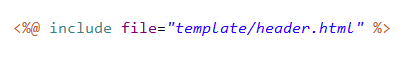 <%@ include file="template/header.html" %>